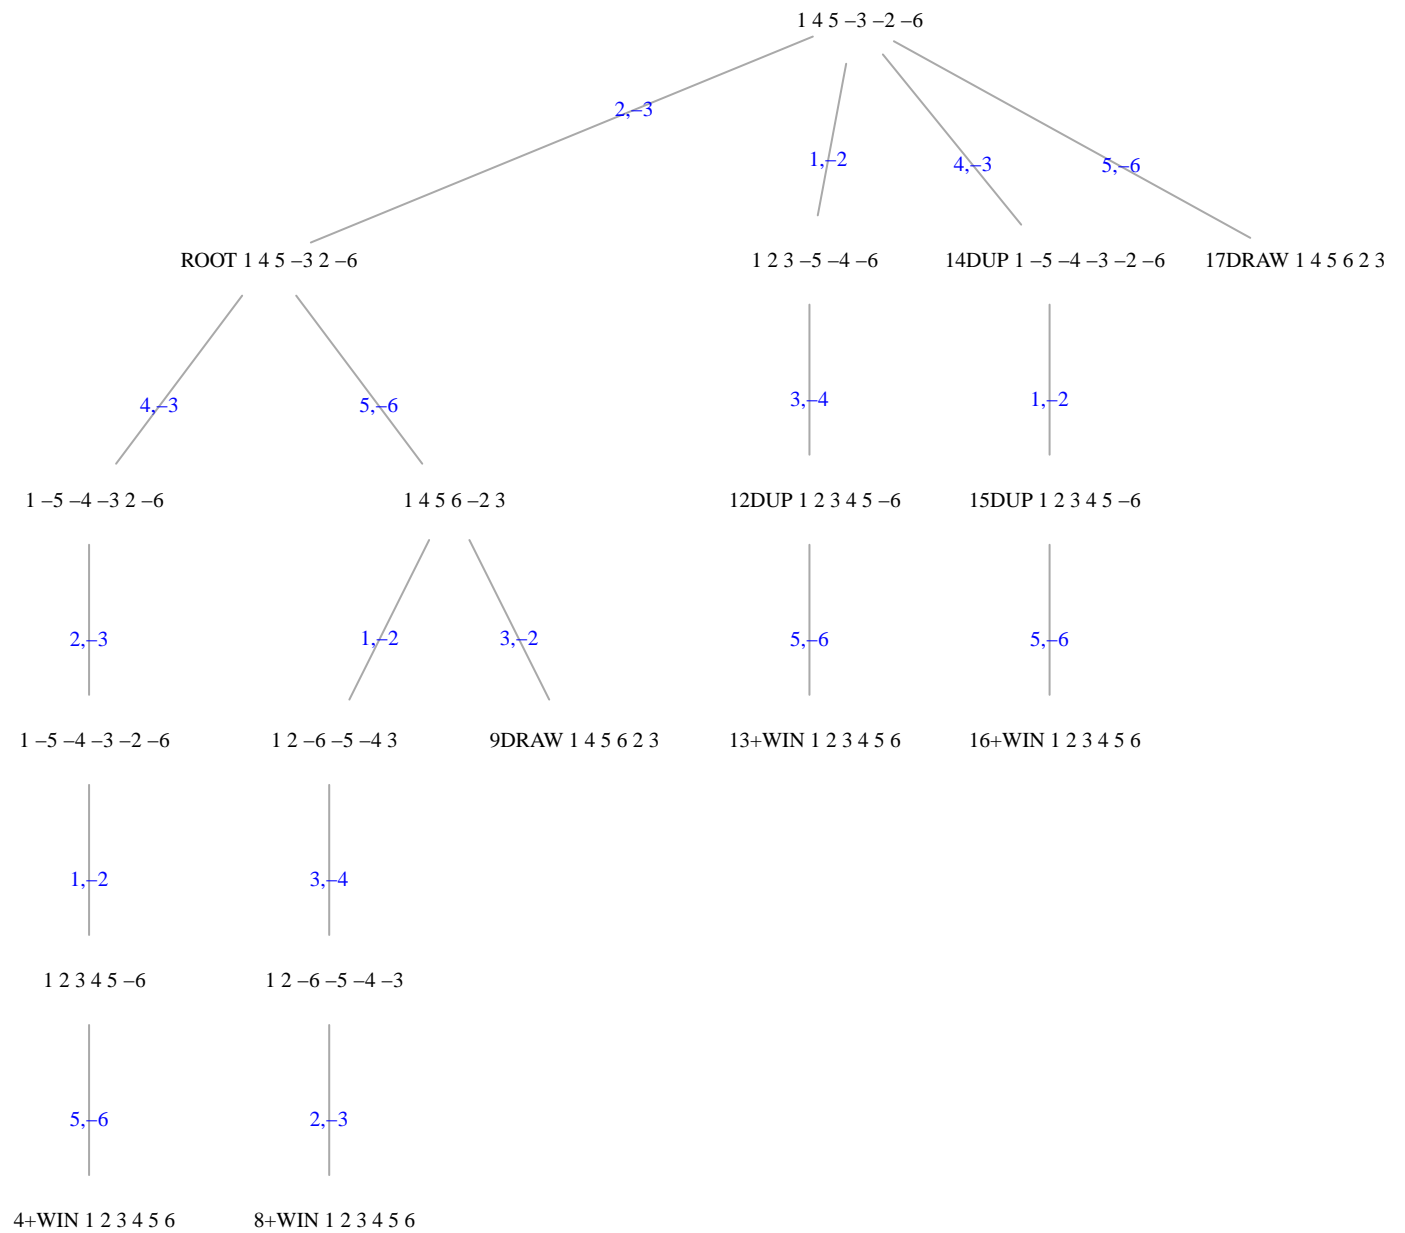 1 4 5 –3 –2 –6
2,–3
1,–2
4,–3
5,–6
ROOT 1 4 5 –3 2 –6
1 2 3 –5 –4 –6
14DUP 1 –5 –4 –3 –2 –6
17DRAW 1 4 5 6 2 3
4,–3
5,–6
3,–4
1,–2
1 –5 –4 –3 2 –6
1 4 5 6 –2 3
12DUP 1 2 3 4 5 –6
15DUP 1 2 3 4 5 –6
2,–3
1,–2
3,–2
5,–6
5,–6
1 –5 –4 –3 –2 –6
1 2 –6 –5 –4 3
9DRAW 1 4 5 6 2 3
13+WIN 1 2 3 4 5 6
16+WIN 1 2 3 4 5 6
1,–2
3,–4
1 2 3 4 5 –6
1 2 –6 –5 –4 –3
5,–6
2,–3
4+WIN 1 2 3 4 5 6
8+WIN 1 2 3 4 5 6